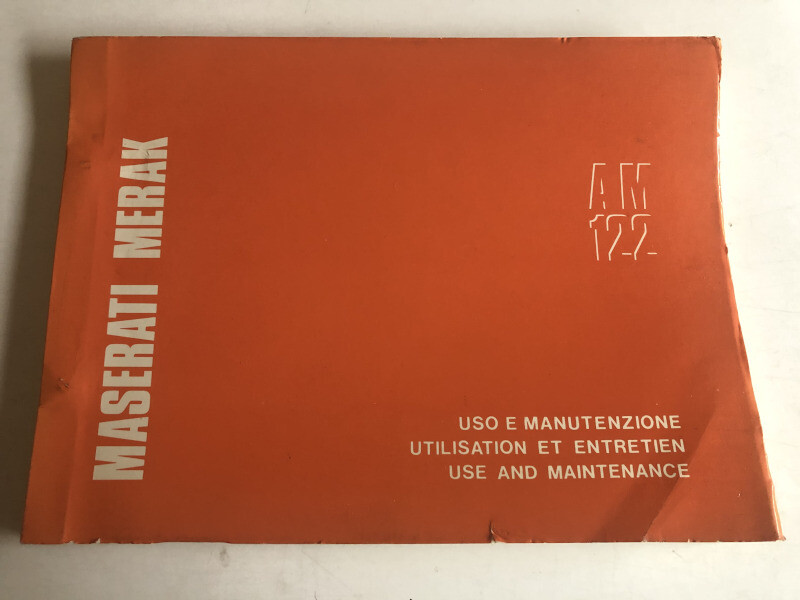 MASERATI MERAK
AM
122
USO E MANUTENZIONE
UTILISATION ET ENTRETIEN
USE AND MAINTENANCE